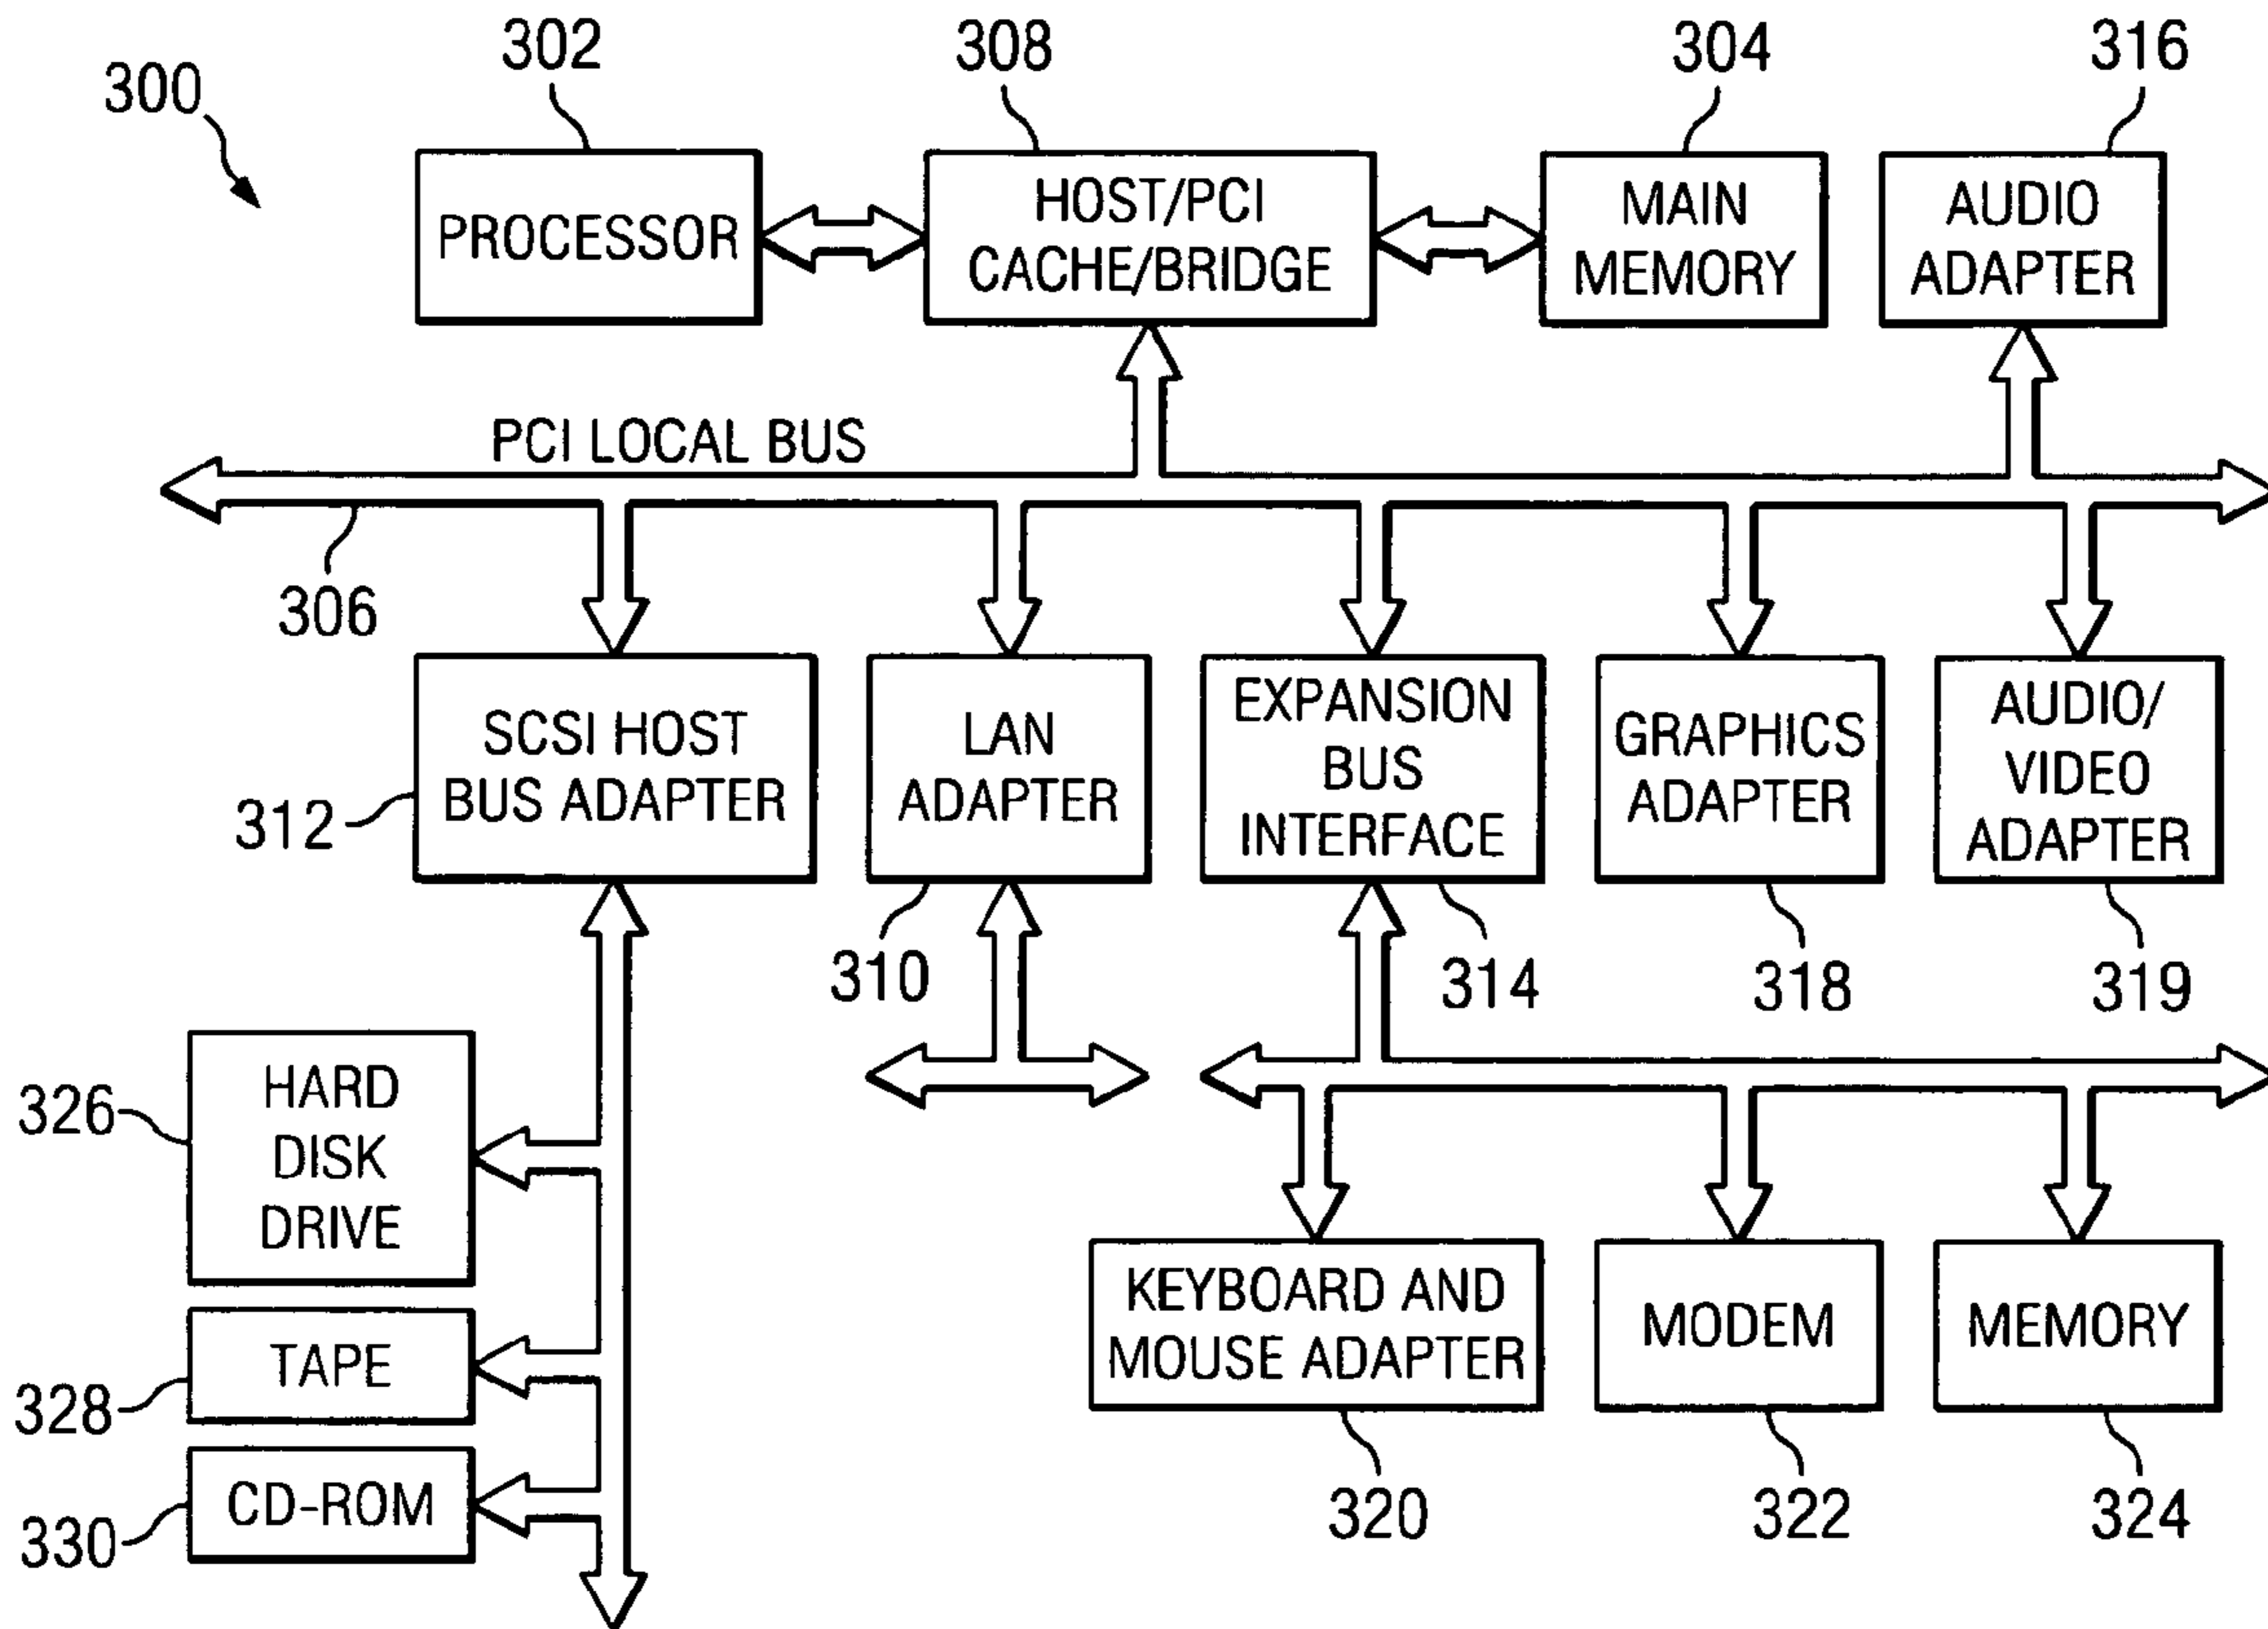 300
302
308
304
316
PROCESSOR
HOST/PCI
CACHE/BRIDGE
MAIN
MEMORY
AUDIO
ADAPTER
PCI LOCAL BUS
306
SCSI HOST
BUS ADAPTER
312
LAN
ADAPTER
310
EXPANSION
BUS
INTERFACE
314
GRAPHICS
ADAPTER
318
AUDIO/
VIDEO
ADAPTER
319
326
HARD
DISK
DRIVE
328
TAPE
330
CD-ROM
KEYBOARD AND
MOUSE ADAPTER
320
MODEM
322
MEMORY
324